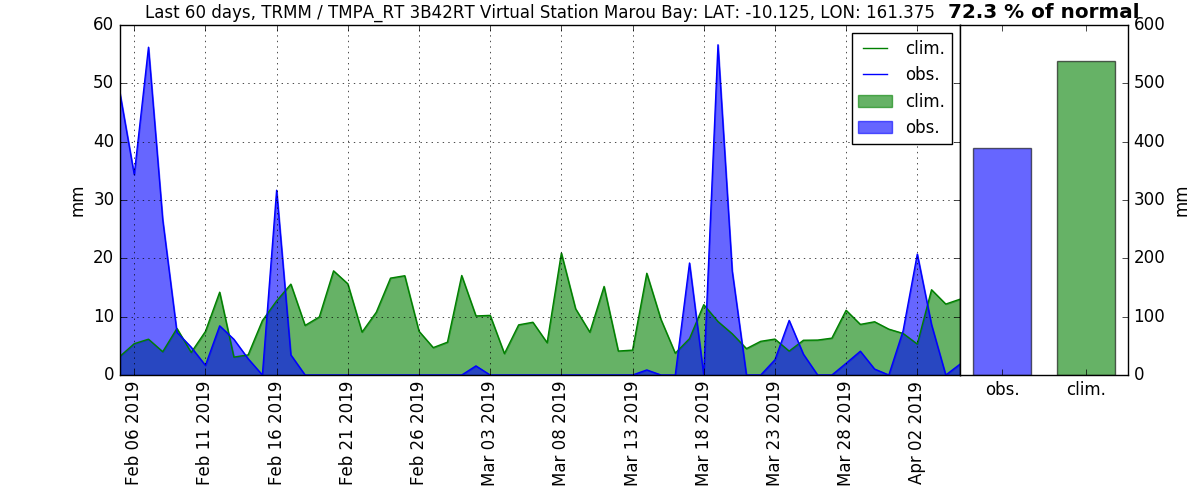 Last 60 days, TRMM / TMPA_RT 3B42RT Virtual Station Marou Bay: LAT: -10.125, LON: 161.375 72.3 % of normal
60
50
40
30
20
10
0
mm
clim.
obs.
clim.
obs.
Feb 06 2019
Feb 11 2019
Feb 16 2019
Feb 21 2019
Feb 26 2019
Mar 03 2019
Mar 08 2019
Mar 13 2019
Mar 18 2019
Mar 23 2019
Mar 28 2019
Apr 02 2019
600
500
400
300
200
100
0
mm
obs.
clim.